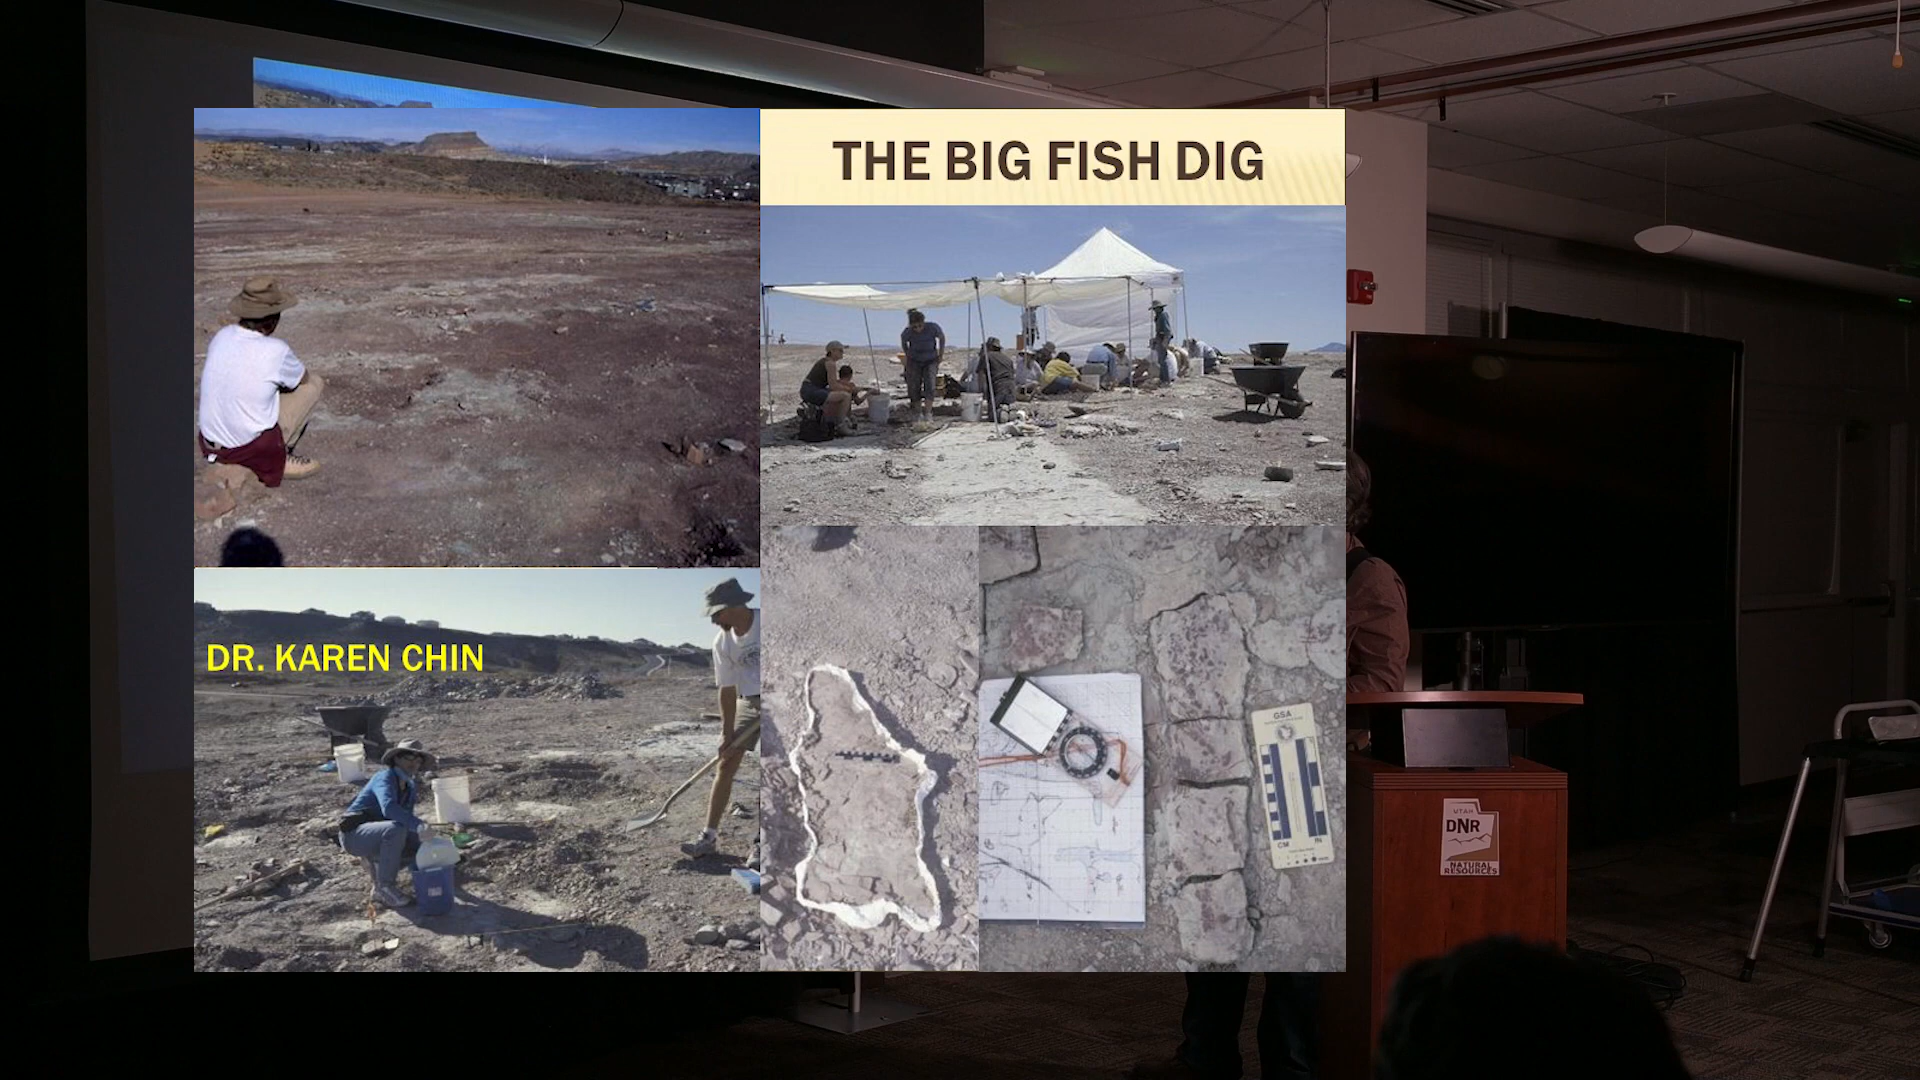 THE BIG FISH DIG
DR. KAREN CHIN
GSA
CM
IN
UTAH
DNR
NATURAL
RESOURCES